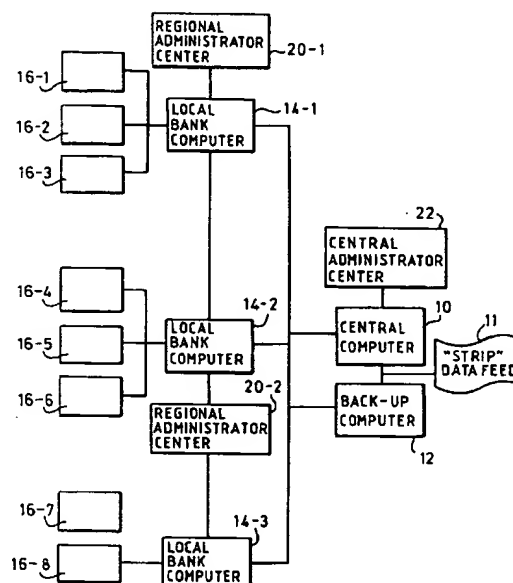 REGIONAL
ADMINISTRATOR
CENTER
20-1
16-1
16-2
16-3
LOCAL
BANK
COMPUTER
14-1
22
CENTRAL
ADMINISTRATOR
CENTER
16-4
16-5
16-6
14-2
LOCAL
BANK
COMPUTER
10
CENTRAL
COMPUTER
11
"STRIP"
DATA FEED
20-2
REGIONAL
ADMINISTRATOR
CENTER
BACK-UP
COMPUTER
12
16-7
16-8
14-3
LOCAL
BANK
COMPUTER